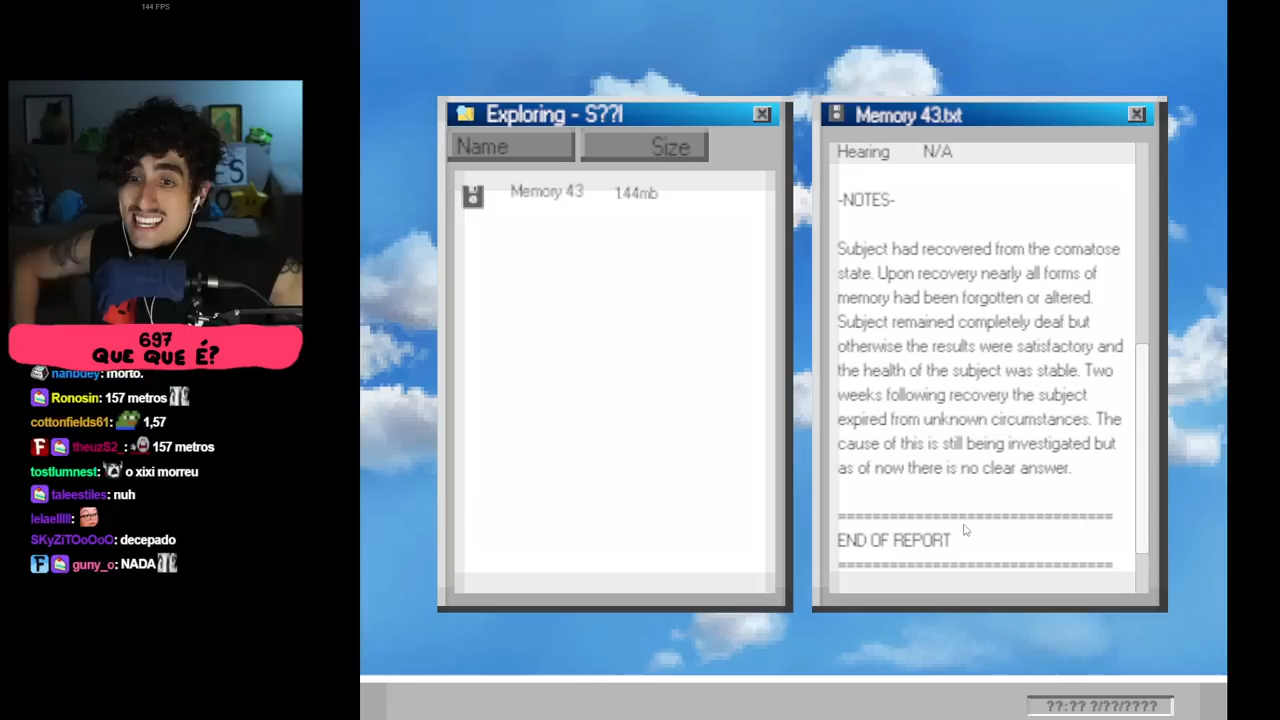 144 FPS
697
QUE QUE É?
nanbuey: morto.
Ronosin: 157 metros
cottonfields61: 1,57
theuzS2_: 157 metros
tostlumnest: o xixi morreu
taleestiles: nuh
SKyZiTOoOoO: decepado
guny_o: NADA
Exploring - S??l
Name
Size
Memory 43 1.44mb
Memory 43.txt
Hearing N/A
-NOTES-
Subject had recovered from the comatose
state. Upon recovery nearly all forms of
memory had been forgotten or altered.
Subject remained completely deaf but
otherwise the results were satisfactory and
the health of the subject was stable. Two
weeks following recovery the subject
expired from unknown circumstances. The
cause of this is still being investigated but
as of now there is no clear answer.
==============================
END OF REPORT
==============================
??:?? ?/??/????